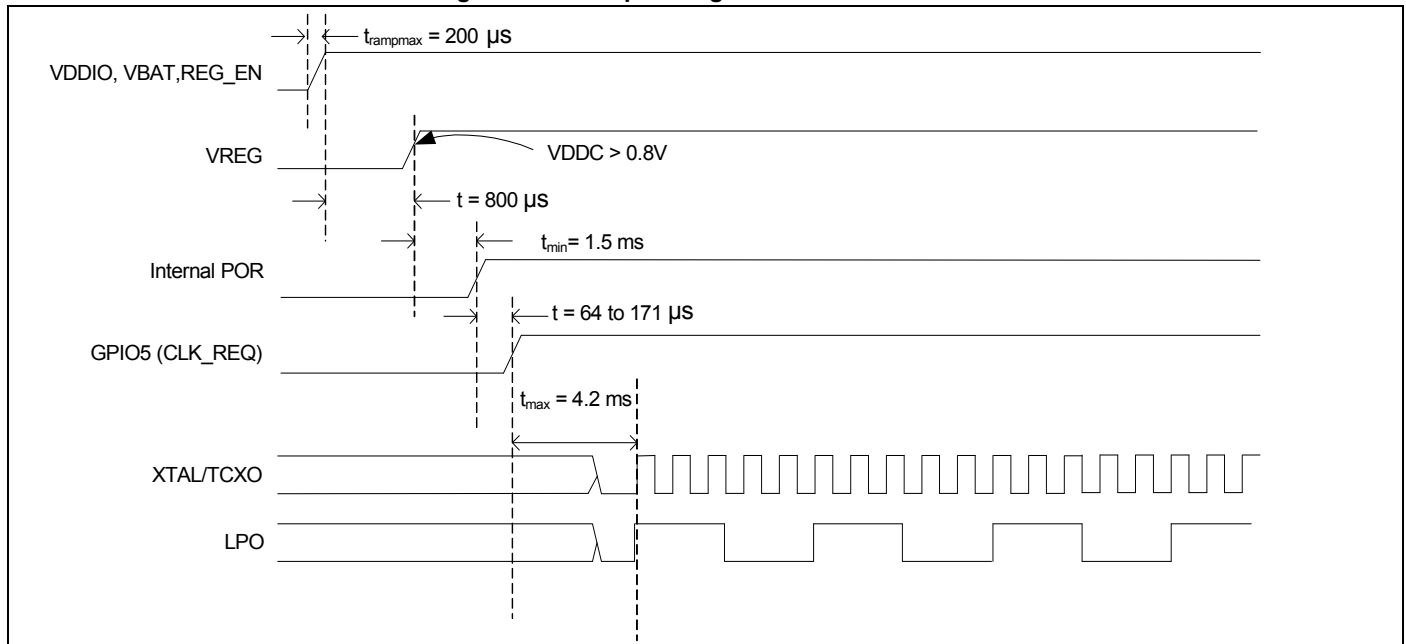 t_rampmax = 200 µs
VDDIO, VBAT,REG_EN
VREG
VDDC > 0.8V
t = 800 µs
t_min= 1.5 ms
Internal POR
t = 64 to 171 µs
GPIO5 (CLK_REQ)
t_max = 4.2 ms
XTAL/TCXO
LPO